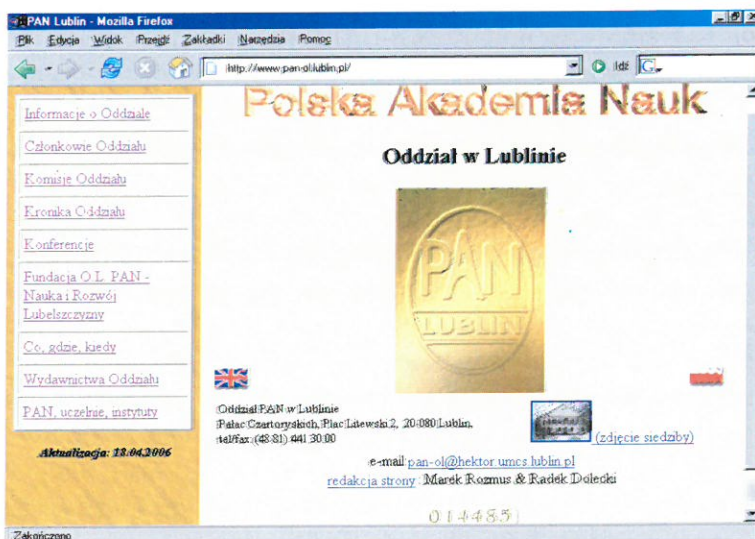 PAN Lublin - Mozilla Firefox
Plik Edycja Widok Przejdź Zakładki Narzędzia Pomoc
http://www.pan-ol.lublin.pl/
Idź
G
Polska Akademia Nauk
Oddział w Lublinie
Informacje o Oddziale
Członkowie Oddziału
Komisje Oddziału
Kronika Oddziału
Konferencje
Fundacja O.L. PAN -
Nauka i Rozwój
Lubelszczyzny
Co, gdzie, kiedy
Wydawnictwa Oddziału
PAN, uczelnie, instytuty
Aktualizacja: 18.04.2006
PAN
LUBLIN
Oddział PAN w Lublinie
Pałac Czartoryskich, Plac Litewski 2, 20-080 Lublin,
tel/fax: (48-81) 441 30 00
(zdjęcie siedziby)
e-mail: pan-ol@hektor.umcs.lublin.pl
redakcja strony : Marek Rozmus & Radek Dolecki
014485
Zakończono